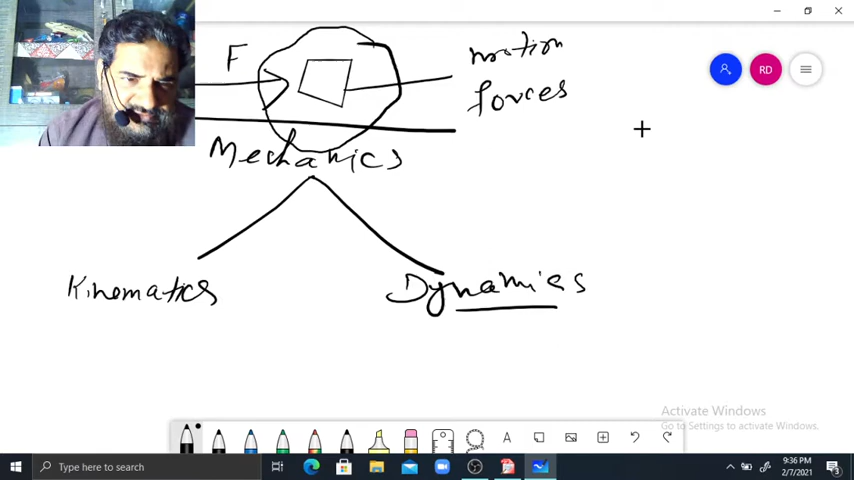 F
motion
forces
Mechanics
Kinematics
Dynamics
RD
Activate Windows
Go to Settings to activate Windows.
A
Type here to search
9:36 PM
2/7/2021
3